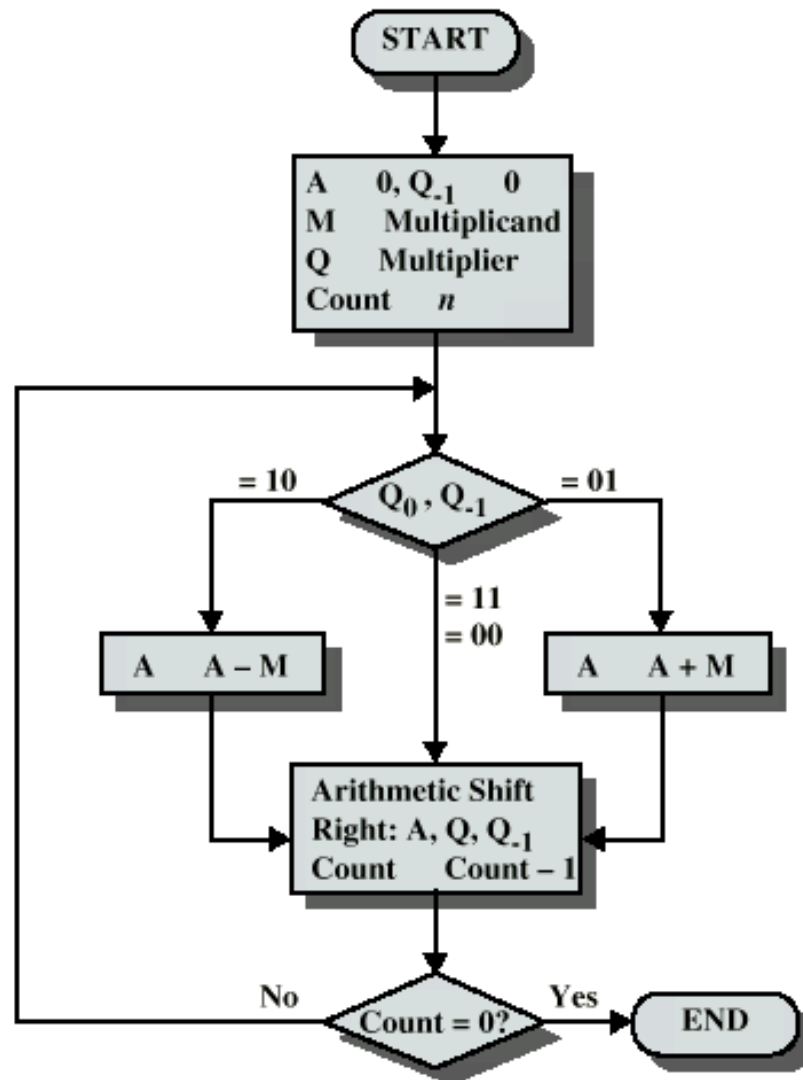 START
A 0, Q-1 0
M Multiplicand
Q Multiplier
Count n
= 10
Q0 , Q-1
= 01
= 11
= 00
A A – M
A A + M
Arithmetic Shift
Right: A, Q, Q-1
Count Count – 1
No
Count = 0?
Yes
END